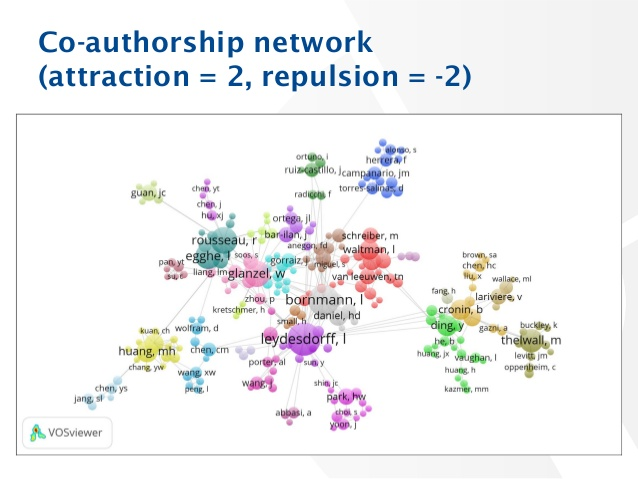 Co-authorship network
(attraction = 2, repulsion = -2)
alonso, s
ortuno, i
herrera, f
ruiz-castillo, j
campanario, jm
guan, jc
chen, yt
torres-salinas, d
radicchi, f
chen, j
hu, xj
ortega, jl
rousseau, r
bar-ilan, j
schreiber, m
anegon, fd
waltman, l
egghe, l
soos, s
brown, sa
pan, yt
gorraiz, j
miguel, s
chen, hc
liang, lm
glanzel, w
van leeuwen, tn
liu, x
wallace, ml
fang, h
lariviere, v
zhou, p
bornmann, l
kretschmer, h
cronin, b
daniel, hd
small, h
ding, y
gazni, a
buckley, k
kuan, ch
wolfram, d
leydesdorff, l
thelwall, m
be, b
huang, mh
chen, cm
huang, jx
vaughan, l
levitt, jm
porter, al
sun, y
chang, yw
wang, xw
huang, h
oppenheim, c
chen, ys
peng, l
wang, j
shin, jc
kazmer, mm
jang, sl
park, hw
abbasi, a
choi, s
yoon, j
VOSviewer